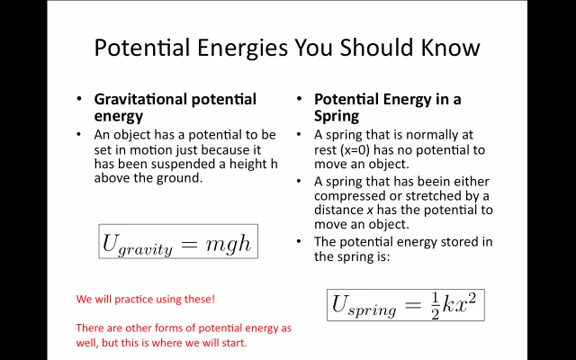 Potential Energies You Should Know
• Gravitational potential
energy
• An object has a potential to be
set in motion just because it
has been suspended a height h
above the ground.
U_gravity = mgh
We will practice using these!
There are other forms of potential energy as
well, but this is where we will start.
• Potential Energy in a
Spring
• A spring that is normally at
rest (x=0) has no potential to
move an object.
• A spring that has beein either
compressed or stretched by a
distance x has the potential to
move an object.
• The potential energy stored in
the spring is:
U_spring = ½kx²